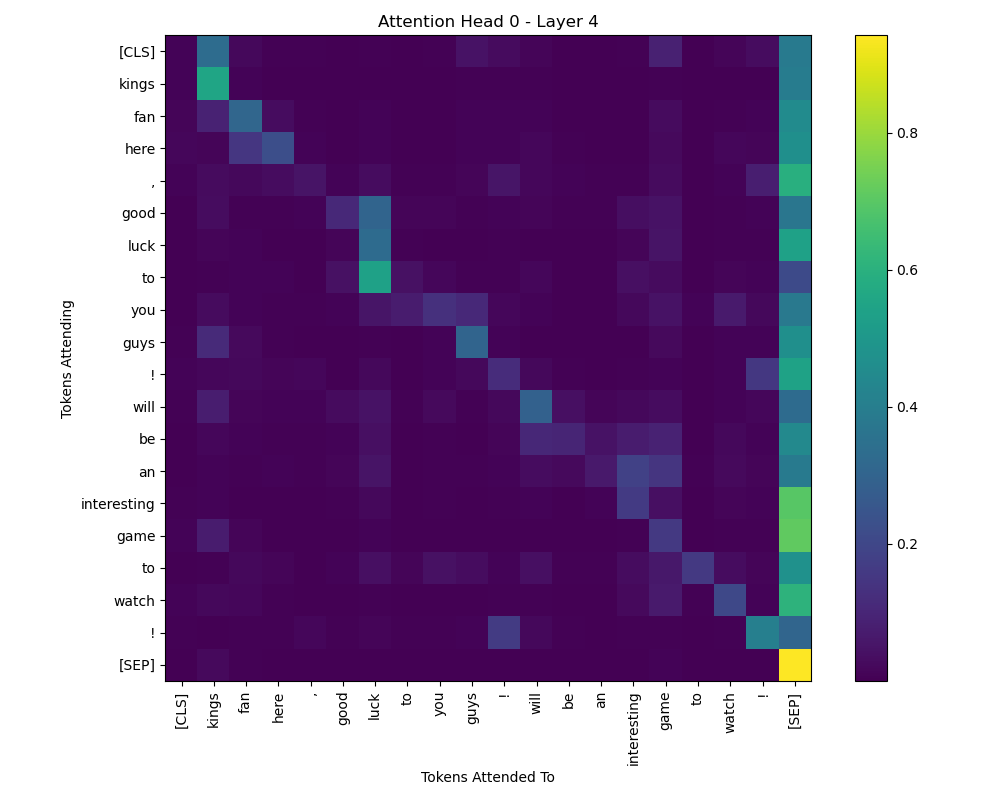 Attention Head 0 - Layer 4
Tokens Attending
[CLS]
kings
fan
here
,
good
luck
to
you
guys
!
will
be
an
interesting
game
to
watch
!
[SEP]
[CLS]
kings
fan
here
,
good
luck
to
you
guys
!
will
be
an
interesting
game
to
watch
!
[SEP]
Tokens Attended To
0.8
0.6
0.4
0.2